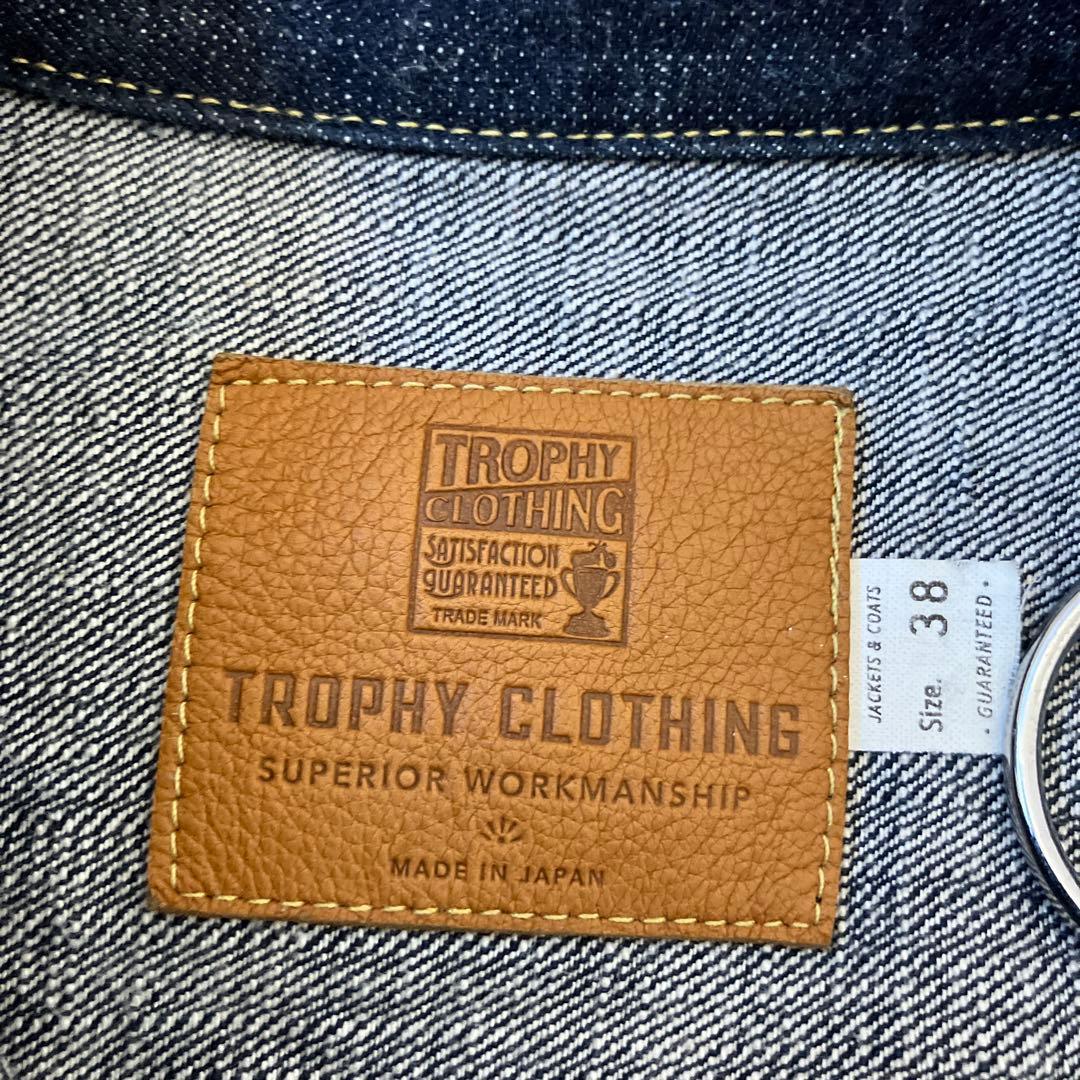 TROPHY
CLOTHING
SATISFACTION
GUARANTEED
TRADE MARK
TROPHY CLOTHING
SUPERIOR WORKMANSHIP
MADE IN JAPAN
JACKETS & COATS
Size. 38
· GUARANTEED ·